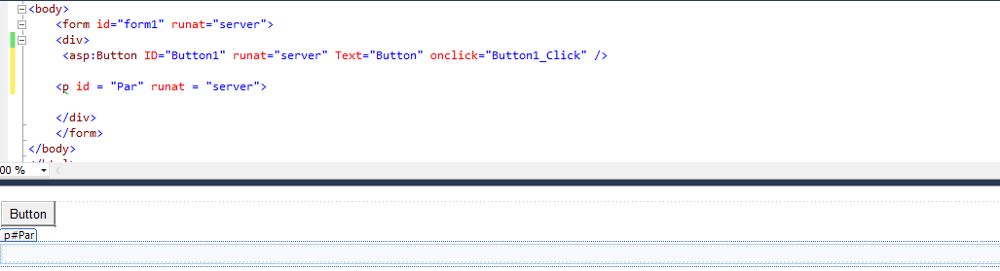 <body>
<form id="form1" runat="server">
<div>
<asp:Button ID="Button1" runat="server" Text="Button" onclick="Button1_Click" />
<p id = "Par" runat = "server">
</div>
</form>
</body>
00 %
Button
p#Par